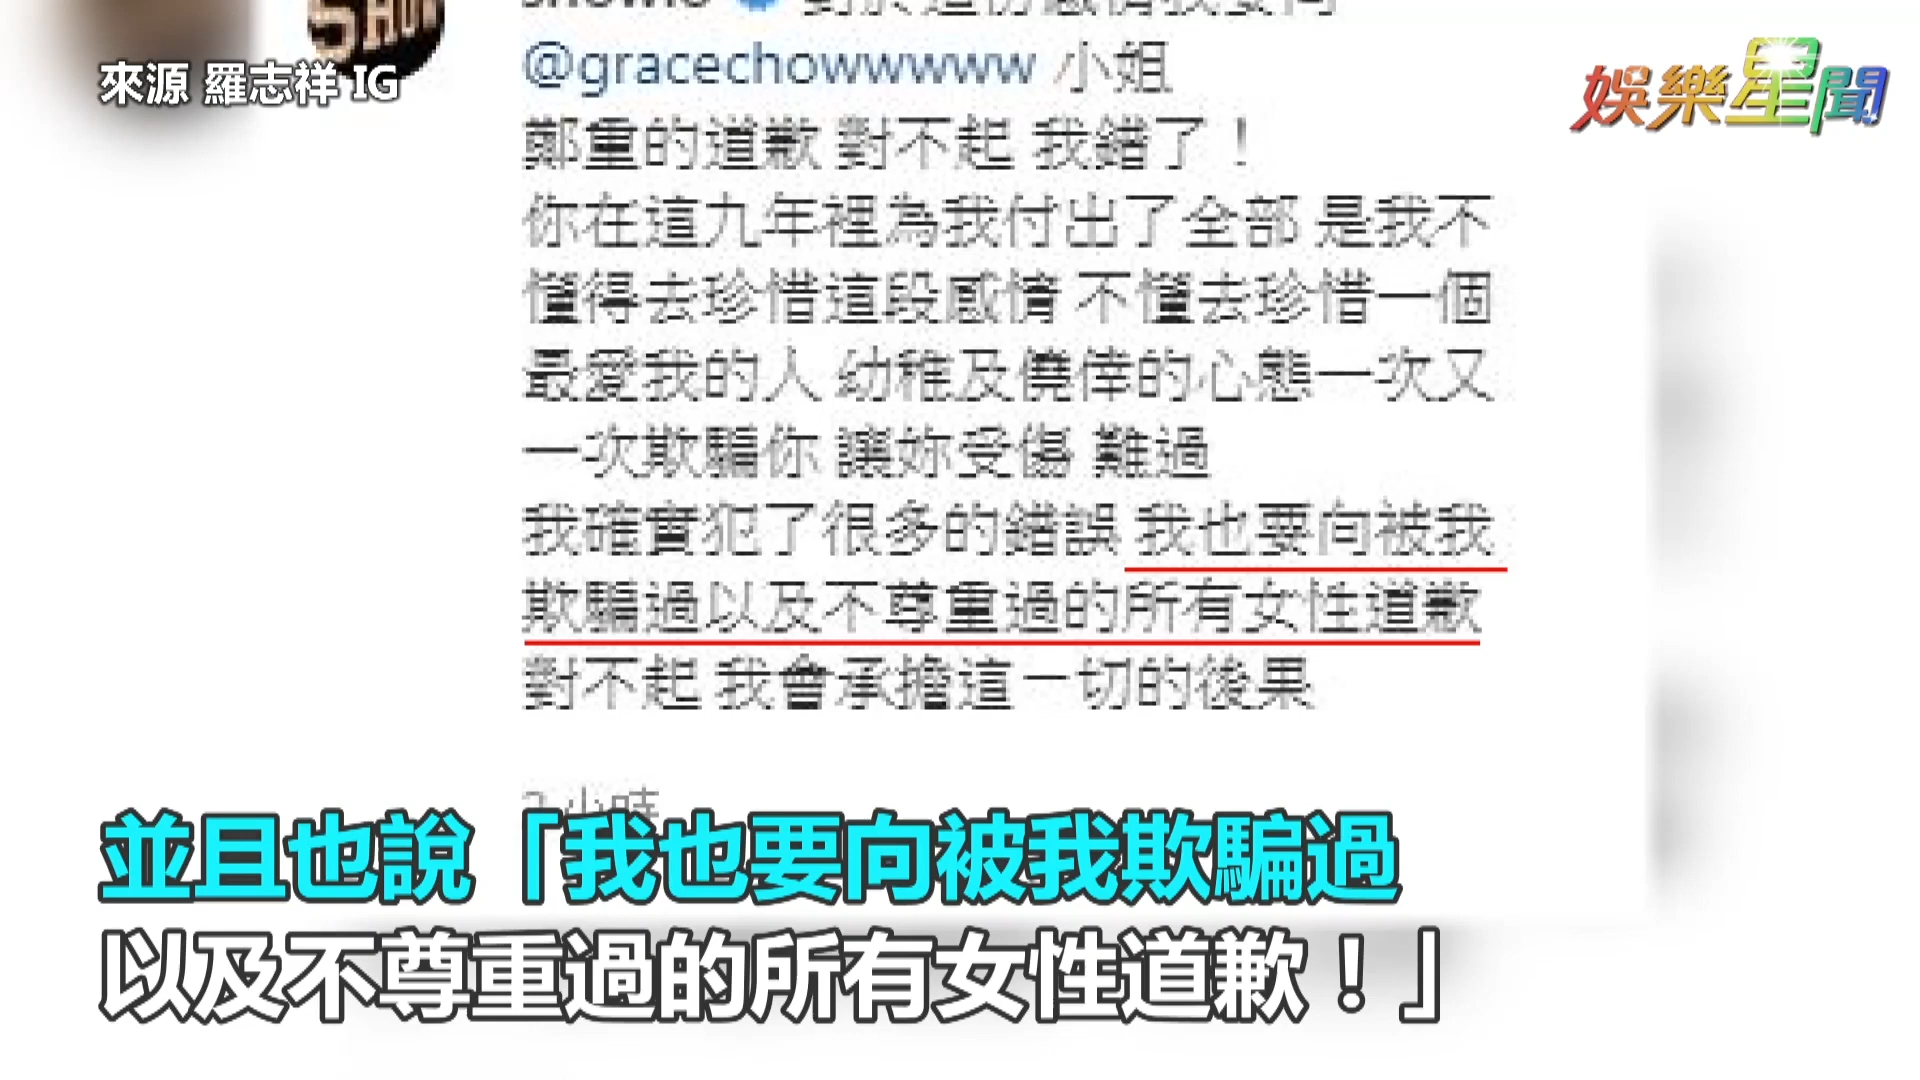 SHOW
來源 羅志祥 IG
娛樂星聞
@gracechowwwwww 小姐
鄭重的道歉 對不起 我錯了！
你在這九年裡為我付出了全部 是我不
懂得去珍惜這段感情 不懂去珍惜一個
最愛我的人 幼稚及僥倖的心態一次又
一次欺騙你 讓妳受傷 難過
我確實犯了很多的錯誤 我也要向被我
欺騙過以及不尊重過的所有女性道歉
對不起 我會承擔這一切的後果
並且也說「我也要向被我欺騙過
以及不尊重過的所有女性道歉！」